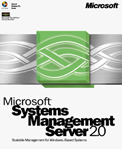 Microsoft
Microsoft
Systems
Management
Server 2.0
Scalable Management for Windows-Based Systems